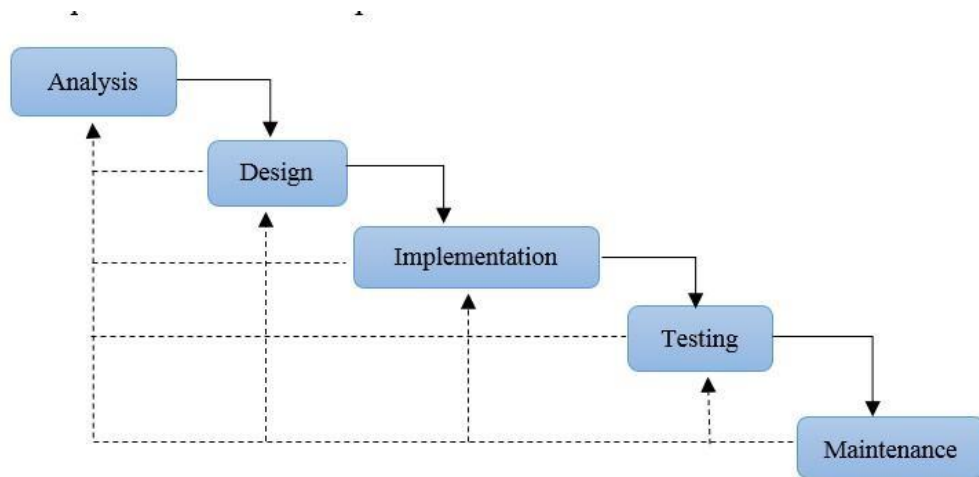 Analysis
Design
Implementation
Testing
Maintenance